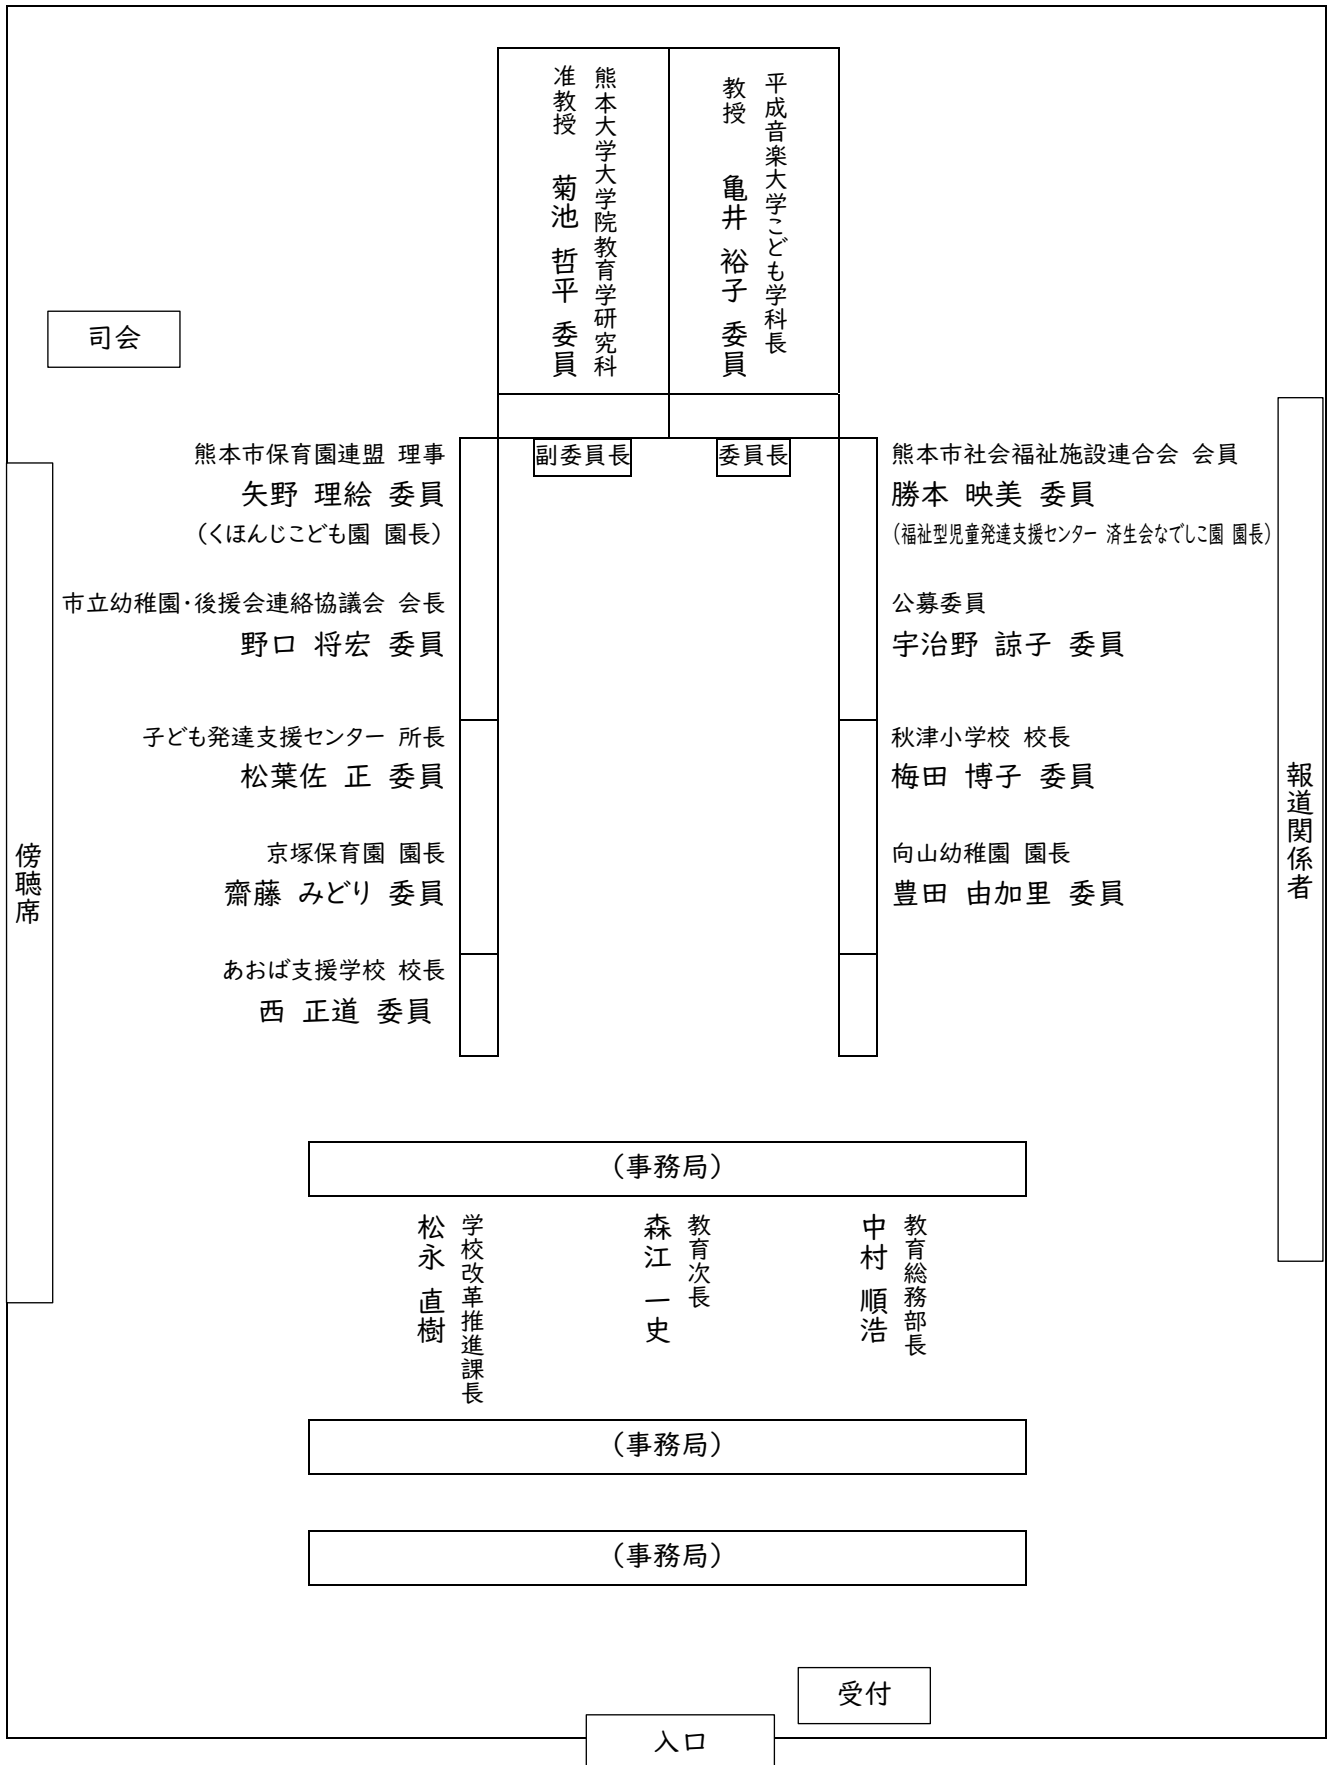 平成音楽大学こども学科長
教授　亀井 裕子 委員
熊本大学大学院教育学研究科
准教授　菊池 哲平 委員
司会
副委員長
委員長
熊本市保育園連盟 理事
矢野 理絵 委員
（くほんじこども園 園長）
市立幼稚園・後援会連絡協議会 会長
野口 将宏 委員
子ども発達支援センター 所長
松葉佐 正 委員
京塚保育園 園長
齋藤 みどり 委員
あおば支援学校 校長
西 正道 委員
熊本市社会福祉施設連合会 会員
勝本 映美 委員
（福祉型児童発達支援センター 済生会なでしこ園 園長）
公募委員
宇治野 諒子 委員
秋津小学校 校長
梅田 博子 委員
向山幼稚園 園長
豊田 由加里 委員
傍聴席
報道関係者
（事務局）
教育総務部長
中村 順浩
教育次長
森江 一史
学校改革推進課長
松永 直樹
（事務局）
（事務局）
受付
入口